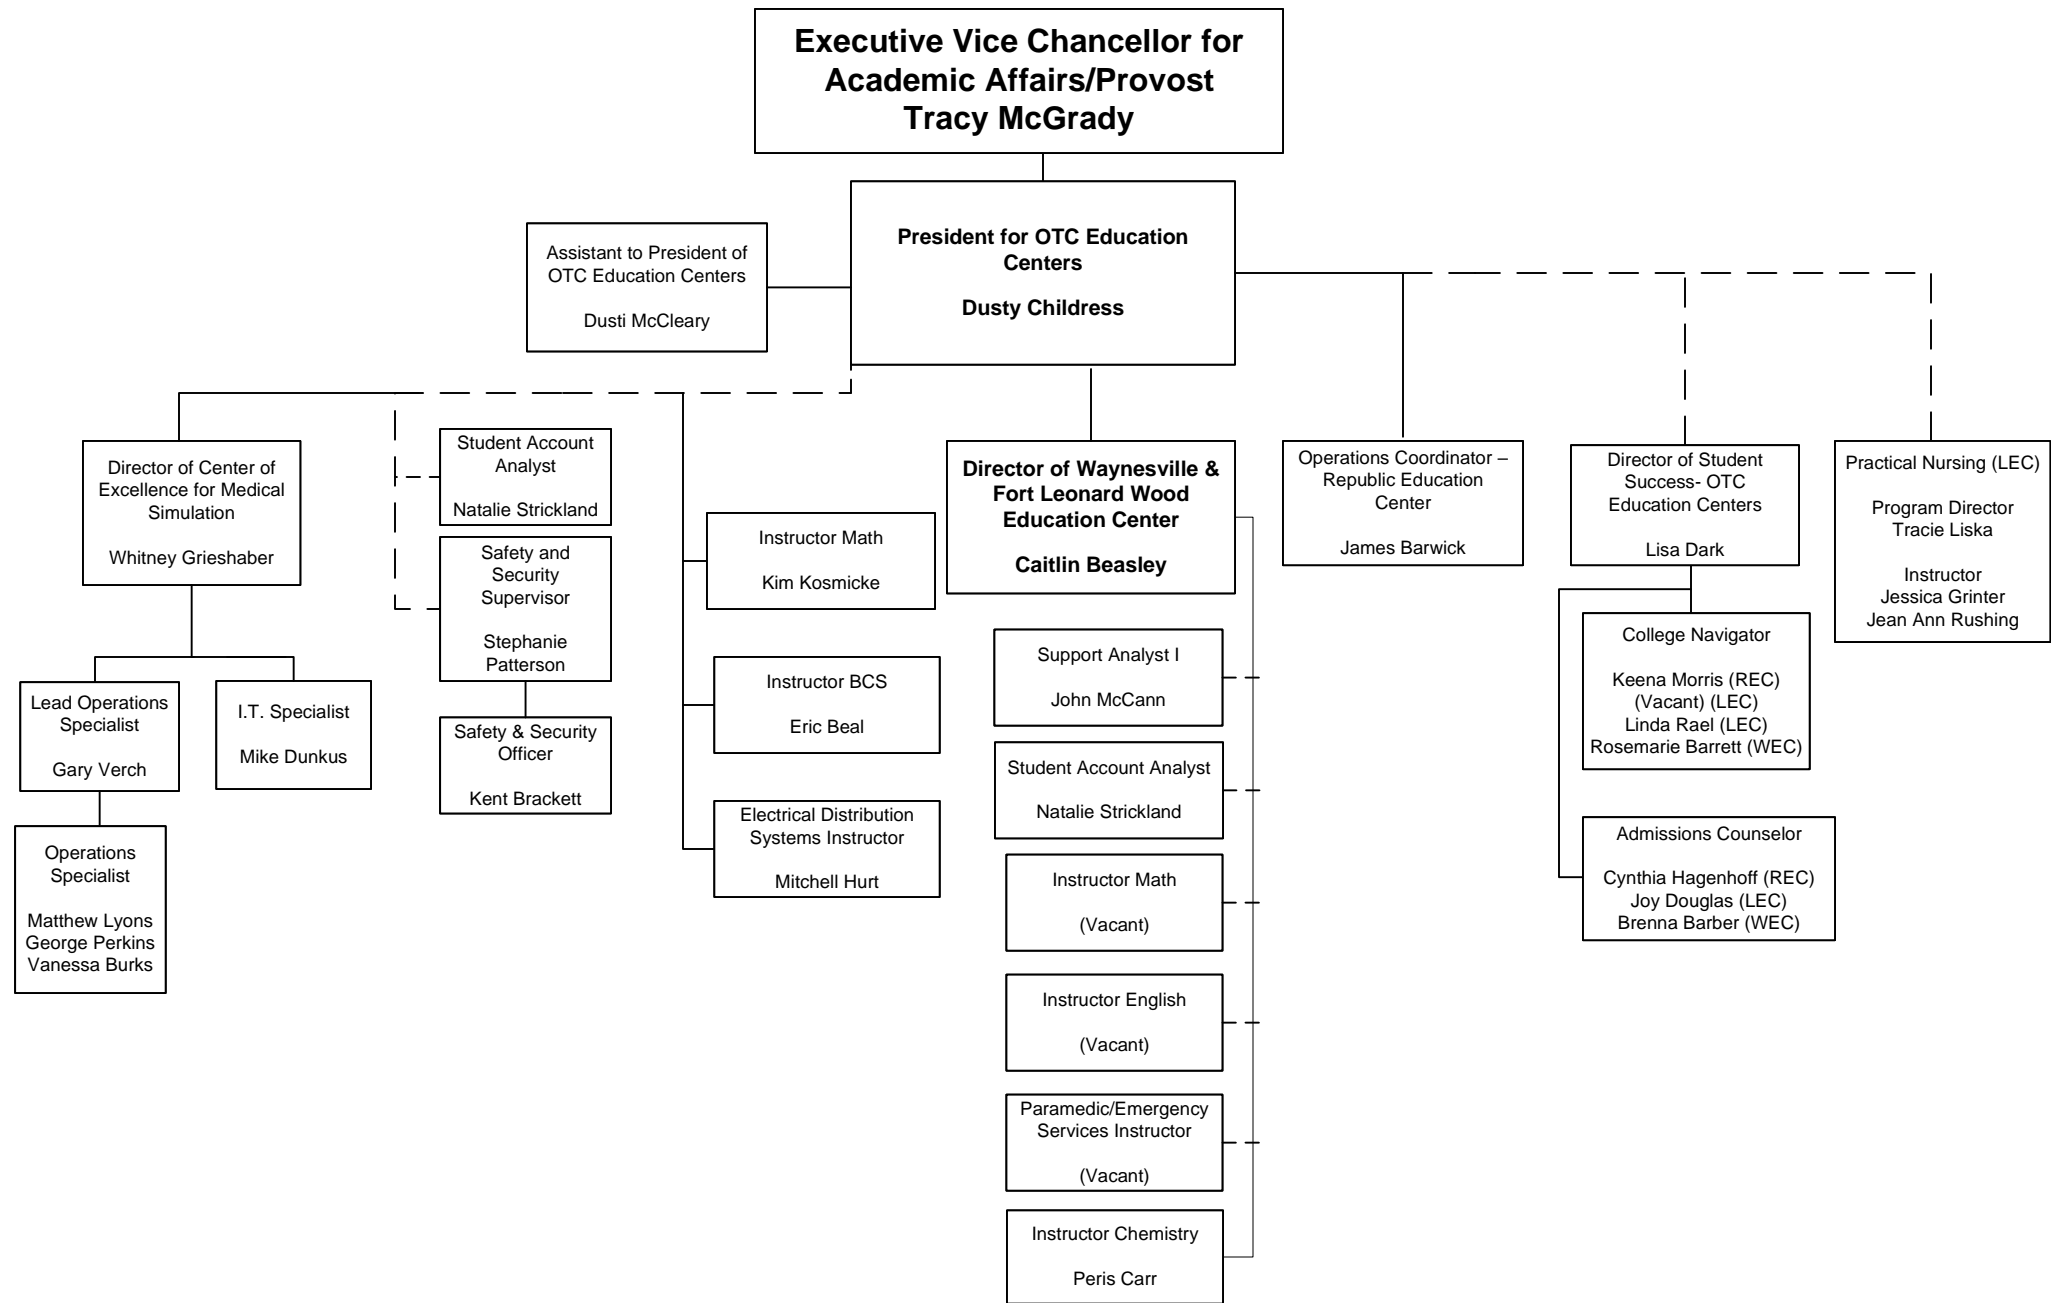 Executive Vice Chancellor for
Academic Affairs/Provost
Tracy McGrady
President for OTC Education
Centers
Dusty Childress
Assistant to President of
OTC Education Centers
Dusti McCleary
Director of Center of
Excellence for Medical
Simulation
Whitney Grieshaber
Lead Operations
Specialist
Gary Verch
I.T. Specialist
Mike Dunkus
Operations
Specialist
Matthew Lyons
George Perkins
Vanessa Burks
Student Account
Analyst
Natalie Strickland
Safety and
Security
Supervisor
Stephanie
Patterson
Safety & Security
Officer
Kent Brackett
Instructor Math
Kim Kosmicke
Instructor BCS
Eric Beal
Electrical Distribution
Systems Instructor
Mitchell Hurt
Director of Waynesville &
Fort Leonard Wood
Education Center
Caitlin Beasley
Support Analyst I
John McCann
Student Account Analyst
Natalie Strickland
Instructor Math
(Vacant)
Instructor English
(Vacant)
Paramedic/Emergency
Services Instructor
(Vacant)
Instructor Chemistry
Peris Carr
Operations Coordinator –
Republic Education
Center
James Barwick
Director of Student
Success- OTC
Education Centers
Lisa Dark
College Navigator
Keena Morris (REC)
(Vacant) (LEC)
Linda Rael (LEC)
Rosemarie Barrett (WEC)
Admissions Counselor
Cynthia Hagenhoff (REC)
Joy Douglas (LEC)
Brenna Barber (WEC)
Practical Nursing (LEC)
Program Director
Tracie Liska
Instructor
Jessica Grinter
Jean Ann Rushing